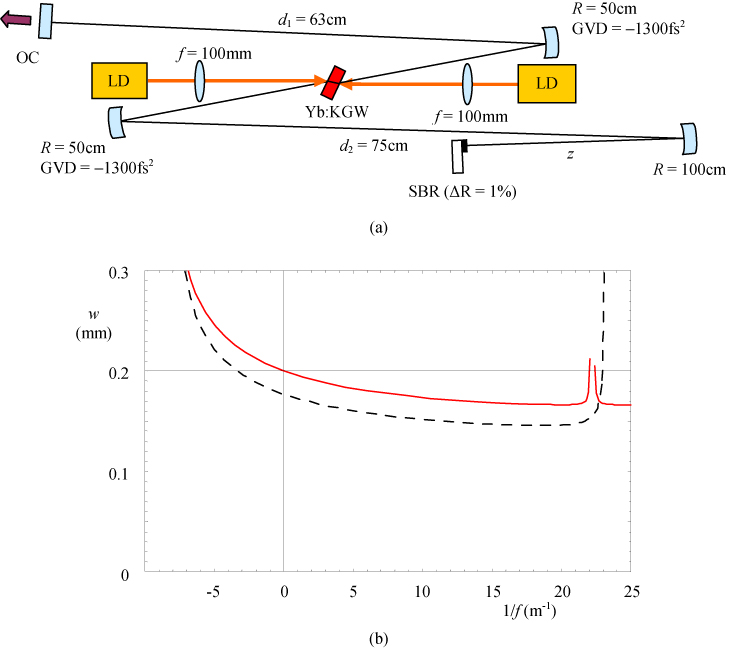 d₁ = 63cm
R = 50cm
GVD = –1300fs²
OC
f = 100mm
LD
LD
Yb:KGW
f = 100mm
R = 50cm
GVD = –1300fs²
d₂ = 75cm
z
R = 100cm
SBR (ΔR = 1%)
(a)
0.3
w
(mm)
0.2
0.1
0
-5
0
5
10
15
20
25
1/f (m⁻¹)
(b)